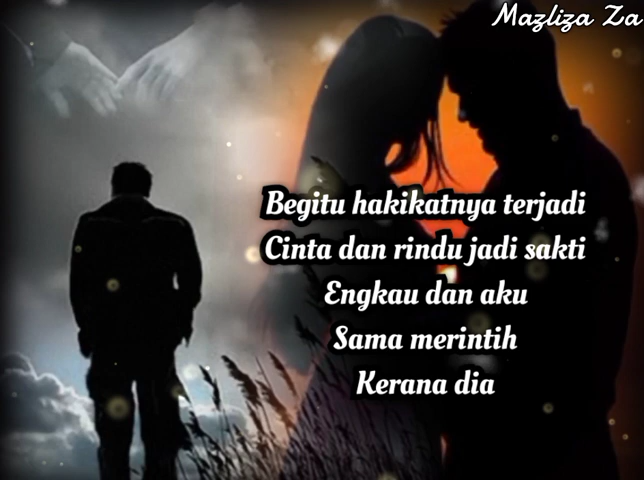 Mazliza Za
Begitu hakikatnya terjadi
Cinta dan rindu jadi sakti
Engkau dan aku
Sama merintih
Kerana dia